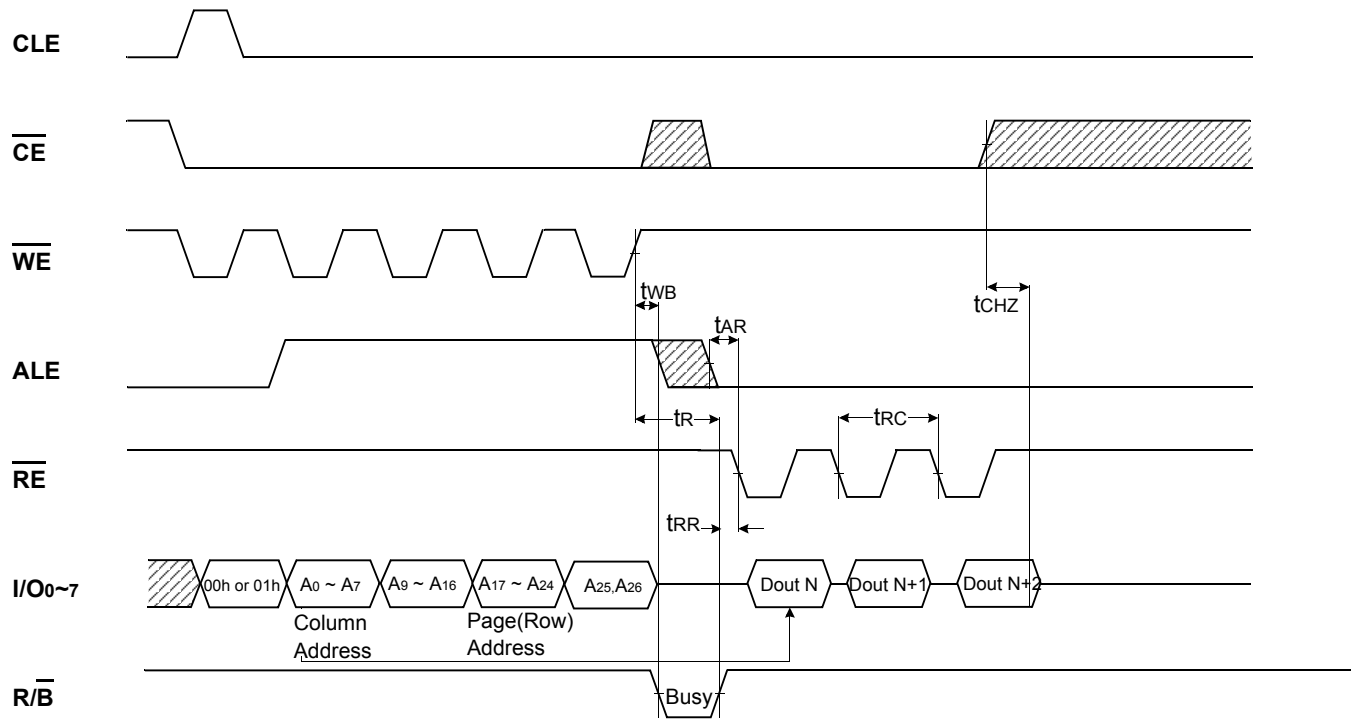 CLE
CE
WE
tWB
tCHZ
tAR
ALE
tR
tRC
RE
tRR
I/O0~7
00h or 01h
A0 ~ A7
A9 ~ A16
A17 ~ A24
A25,A26
Dout N
Dout N+1
Dout N+2
Column
Address
Page(Row)
Address
R/B
Busy